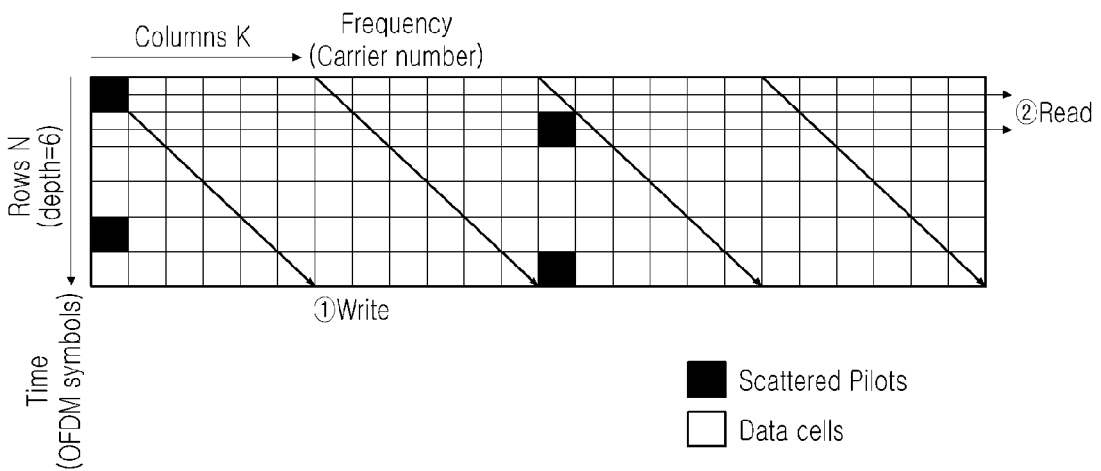 Columns K
Frequency
(Carrier number)
②Read
Rows N
(depth=6)
①Write
Time
(OFDM symbols)
Scattered Pilots
Data cells